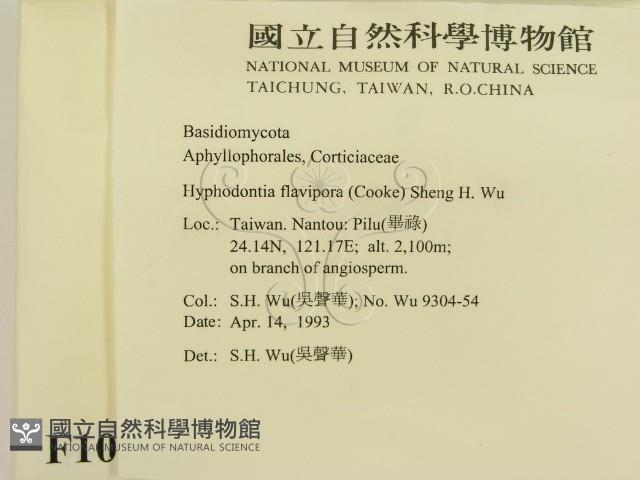 國立自然科學博物館
NATIONAL MUSEUM OF NATURAL SCIENCE
TAICHUNG, TAIWAN, R.O.CHINA
Basidiomycota
Aphyllophorales, Corticiaceae
Hyphodontia flavipora (Cooke) Sheng H. Wu
Loc.: Taiwan. Nantou: Pilu(畢祿)
24.14N, 121.17E; alt. 2,100m;
on branch of angiosperm.
Col.: S.H. Wu(吳聲華); No. Wu 9304-54
Date: Apr. 14, 1993
Det.: S.H. Wu(吳聲華)
國立自然科學博物館
NATIONAL MUSEUM OF NATURAL SCIENCE